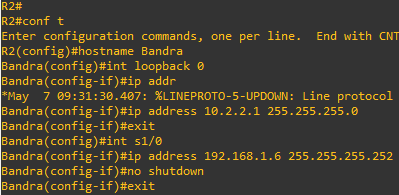 R2#
R2#conf t
Enter configuration commands, one per line.  End with CNT
R2(config)#hostname Bandra
Bandra(config)#int loopback 0
Bandra(config-if)#ip addr
*May  7 09:31:30.407: %LINEPROTO-5-UPDOWN: Line protocol
Bandra(config-if)#ip address 10.2.2.1 255.255.255.0
Bandra(config-if)#exit
Bandra(config)#int s1/0
Bandra(config-if)#ip address 192.168.1.6 255.255.255.252
Bandra(config-if)#no shutdown
Bandra(config-if)#exit